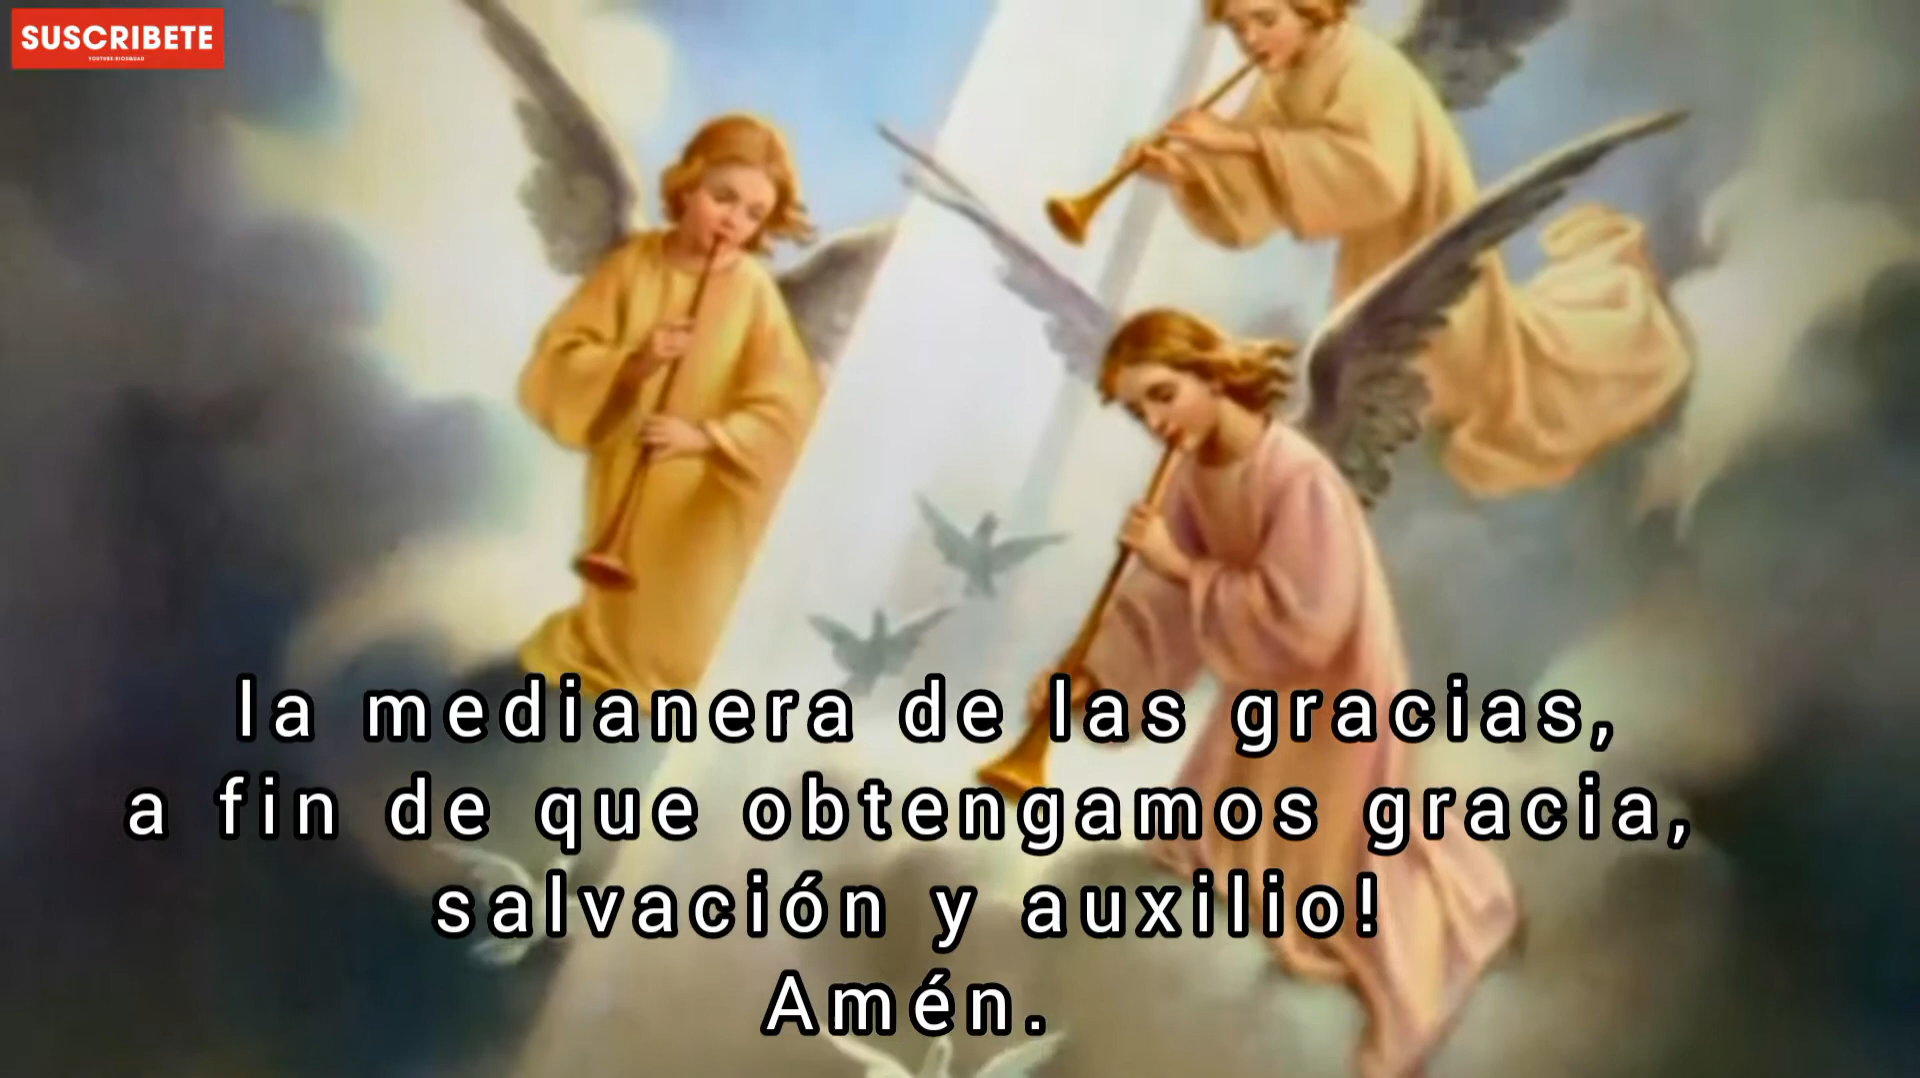 SUSCRIBETE
la medianera de las gracias,
a fin de que obtengamos gracia,
salvación y auxilio!
Amén.